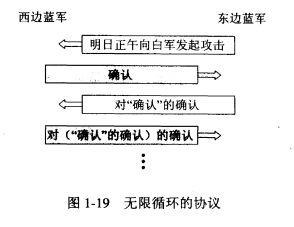 西边蓝军 东边蓝军
明日正午向白军发起攻击
确认
对“确认”的确认
对(“确认”的确认)的确认
图 1-19 无限循环的协议